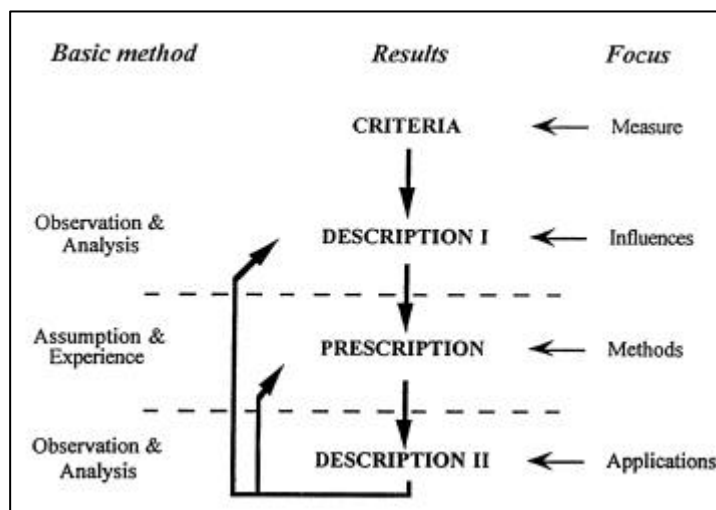 Basic method Results Focus
CRITERIA Measure
Observation &
Analysis
DESCRIPTION I Influences
Assumption &
Experience
PRESCRIPTION Methods
Observation &
Analysis
DESCRIPTION II Applications